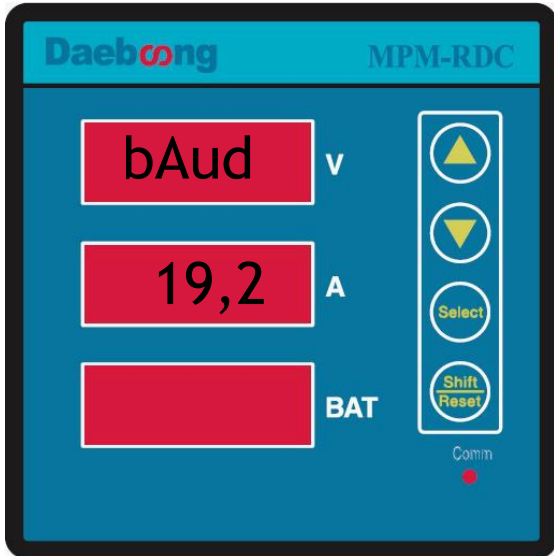 Daeboong
MPM-RDC
bAud
V
19,2
A
BAT
Select
Shift
Reset
Comm